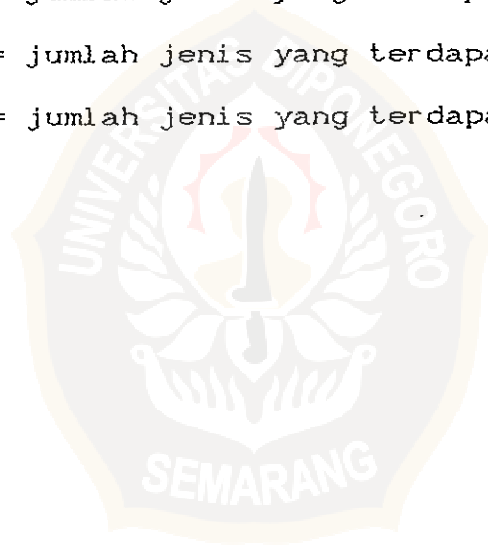 = jumlah jenis yang terdapa
= jumlah jenis yang terdapa
UNIVERSITAS DIPONEGORO
SEMARANG